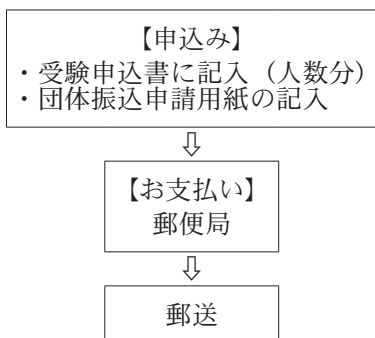 【申込み】
・受験申込書に記入（人数分）
・団体振込申請用紙の記入
⇩
【お支払い】
郵便局
⇩
郵送